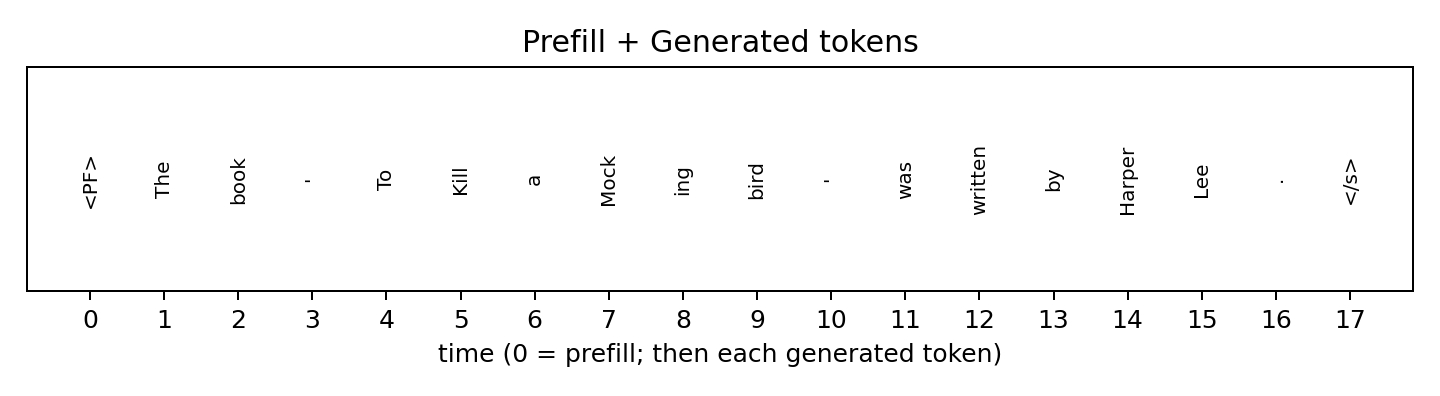 Prefill + Generated tokens
<PF> The book ' To Kill a Mock ing bird ' was written by Harper Lee . </s>
0 1 2 3 4 5 6 7 8 9 10 11 12 13 14 15 16 17
time (0 = prefill; then each generated token)